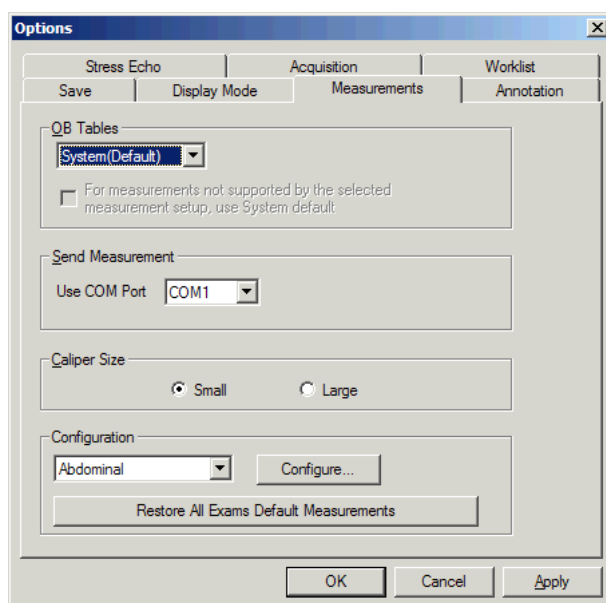 Options
Stress Echo Acquisition Worklist
Save Display Mode Measurements Annotation
OB Tables
System(Default)
For measurements not supported by the selected
measurement setup, use System default
Send Measurement
Use COM Port COM1
Caliper Size
Small Large
Configuration
Abdominal Configure...
Restore All Exams Default Measurements
OK Cancel Apply